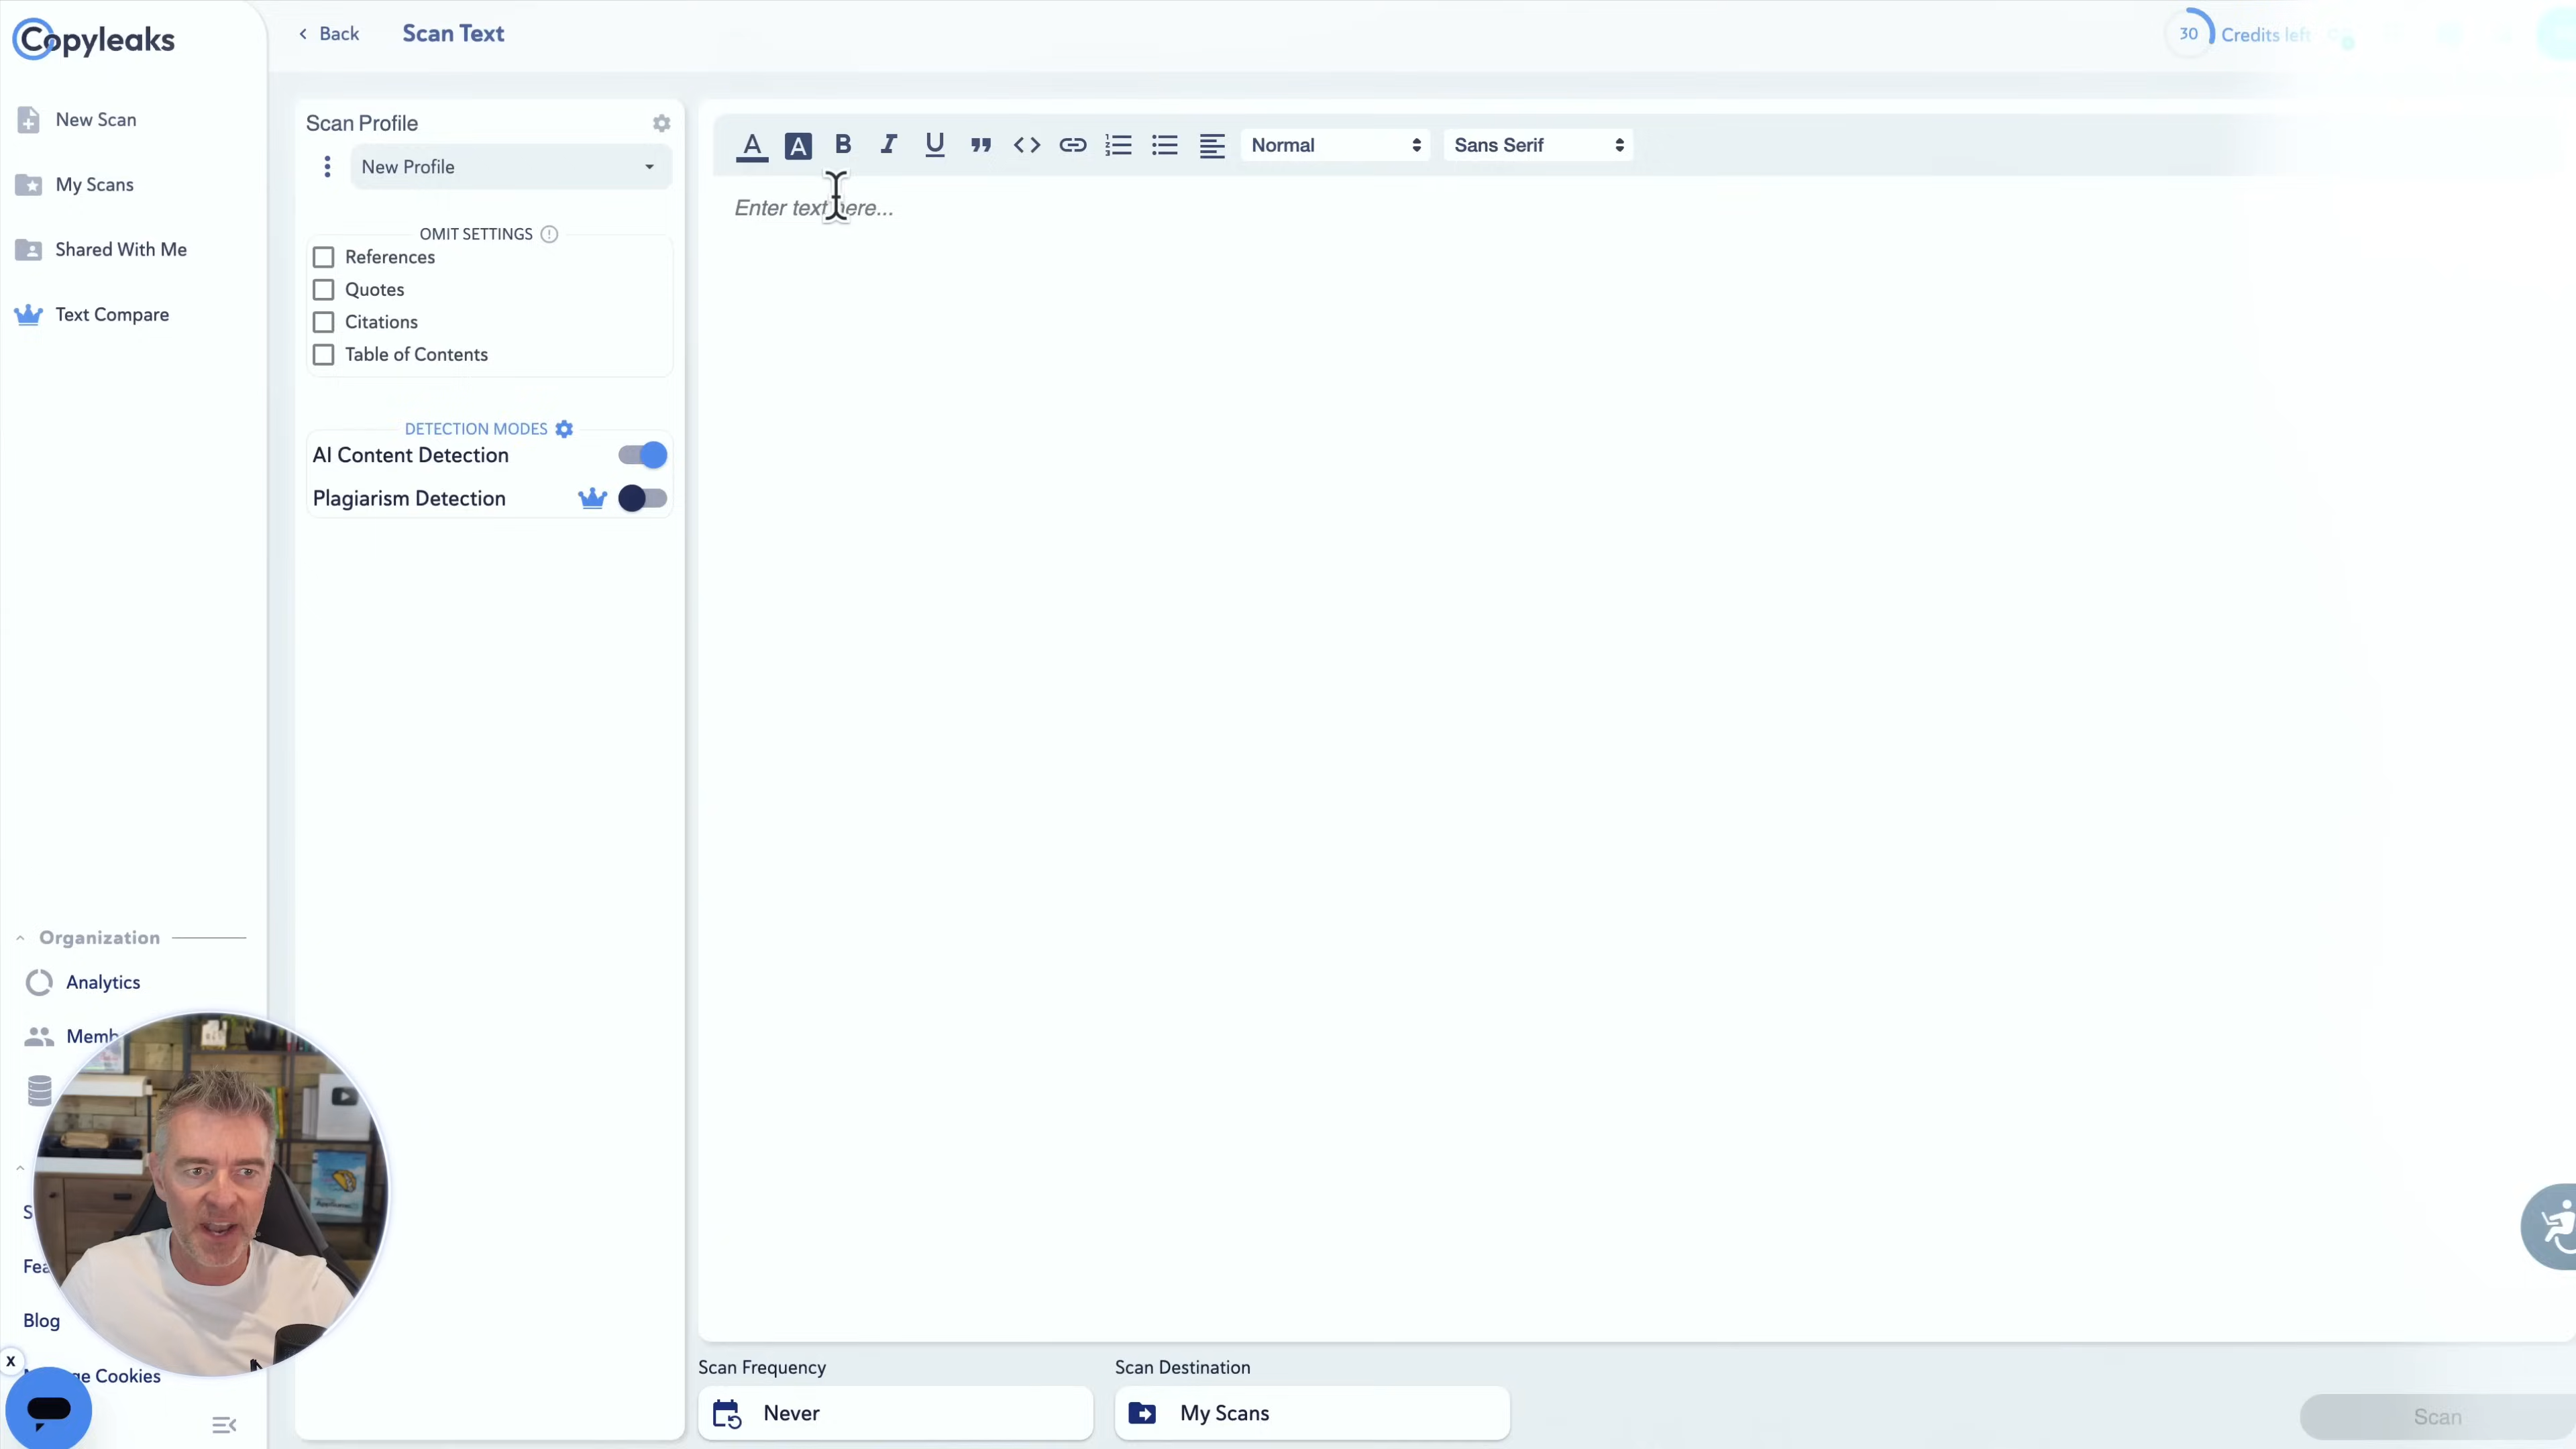 Copyleaks
New Scan
My Scans
Shared With Me
Text Compare
Organization
Analytics
Blog
Cookies
X
Back
Scan Text
30 Credits left
Scan Profile
New Profile
OMIT SETTINGS
References
Quotes
Citations
Table of Contents
DETECTION MODES
AI Content Detection
Plagiarism Detection
Normal
Sans Serif
Enter text here...
Scan Frequency
Never
Scan Destination
My Scans
Scan